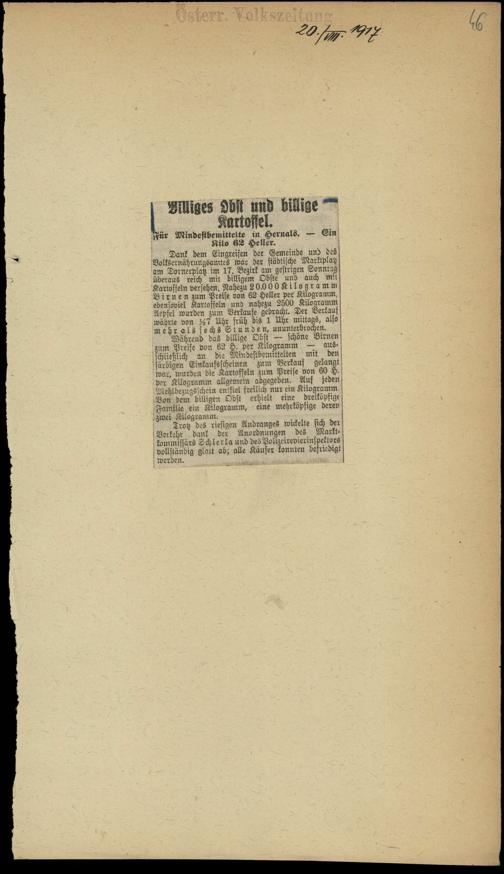 Österr. Volkszeitung
20./VIII. 1917
46
Billiges Obst und billige
Kartoffel.
Für Mindestbemittelte in Hernals. — Ein
Kilo 62 Heller.
Dank dem Eingreifen der Gemeinde und des
Volksernährungsamtes war der städtische Marktplatz
am Dornerplatz im 17. Bezirk am gestrigen Sonntag
überaus reich mit billigem Obste und auch mit
Kartoffeln versehen. Nahezu 20.000 Kilogramm
Birnen zum Preise von 62 Heller per Kilogramm,
ebensoviel Kartoffeln und nahezu 2500 Kilogramm
Aepfel wurden zum Verkaufe gebracht. Der Verkauf
währte von ½7 Uhr früh bis 1 Uhr mittags, also
mehr als sechs Stunden, ununterbrochen.
Während das billige Obst — schöne Birnen
zum Preise von 62 H. per Kilogramm — aus-
schließlich an die Mindestbemittelten mit den
färbigen Einkaufscheinen zum Verkauf gelangt
war, wurden die Kartoffeln zum Preise von 60 H.
per Kilogramm allgemein abgegeben. Auf jeden
Mehlbezugschein entfiel freilich nur ein Kilogramm.
Von dem billigen Obst erhielt eine dreiköpfige
Familie ein Kilogramm, eine mehrköpfige deren
zwei Kilogramm.
Trotz des riesigen Andranges wickelte sich der
Verkehr dank der Anordnungen des Markt-
kommissärs Schlerka und des Polizeirevierinspektors
vollständig glatt ab; alle Käufer konnten befriedigt
werden.